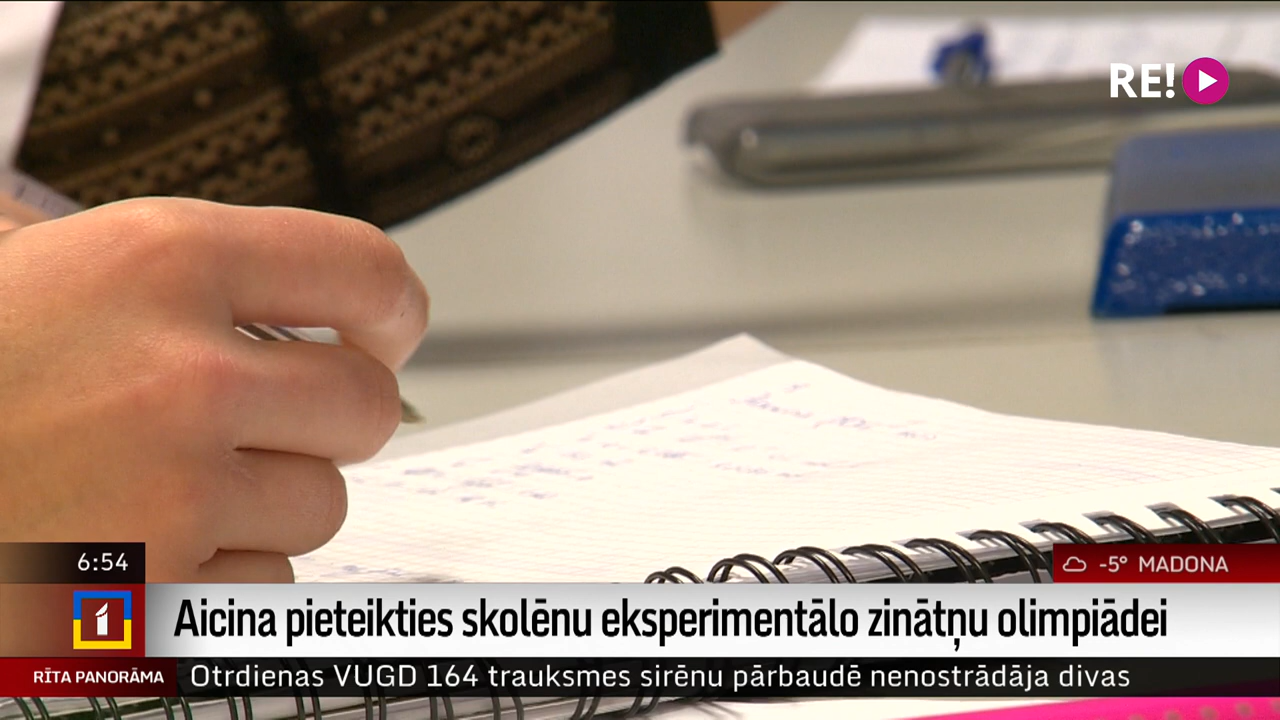 RE!
6:54
-5° MADONA
1
Aicina pieteikties skolēnu eksperimentālo zinātņu olimpiādei
RĪTA PANORĀMA
Otrdienas VUGD 164 trauksmes sirēnu pārbaudē nenostrādāja divas